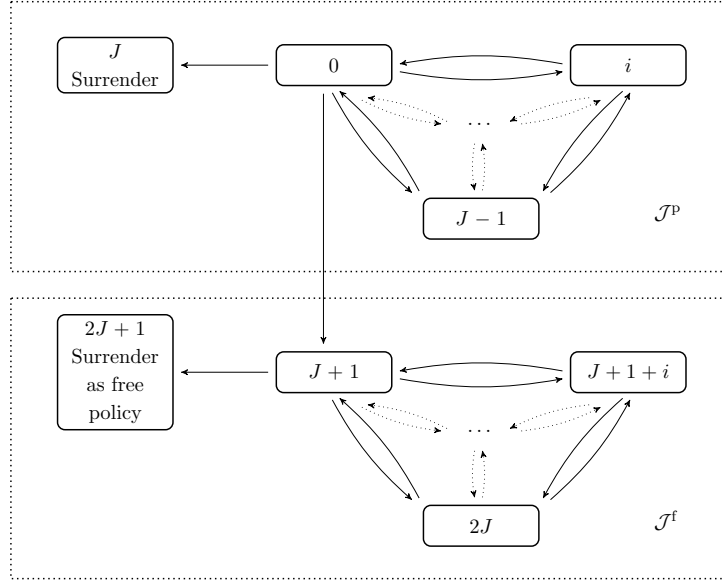 J
Surrender
0
i
...
J − 1
𝒥ᵖ
2J + 1
Surrender
as free
policy
J + 1
J + 1 + i
...
2J
𝒥ᶠ